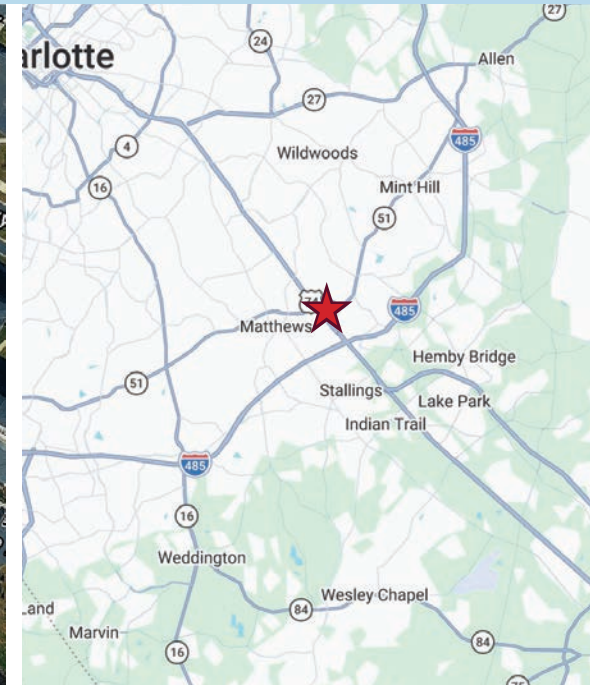 27
24
Allen
arlotte
27
485
4
Wildwoods
16
Mint Hill
51
485
Matthews
Hemby Bridge
51
Stallings
Lake Park
Indian Trail
485
16
Weddington
Wesley Chapel
84
Marvin
84
16